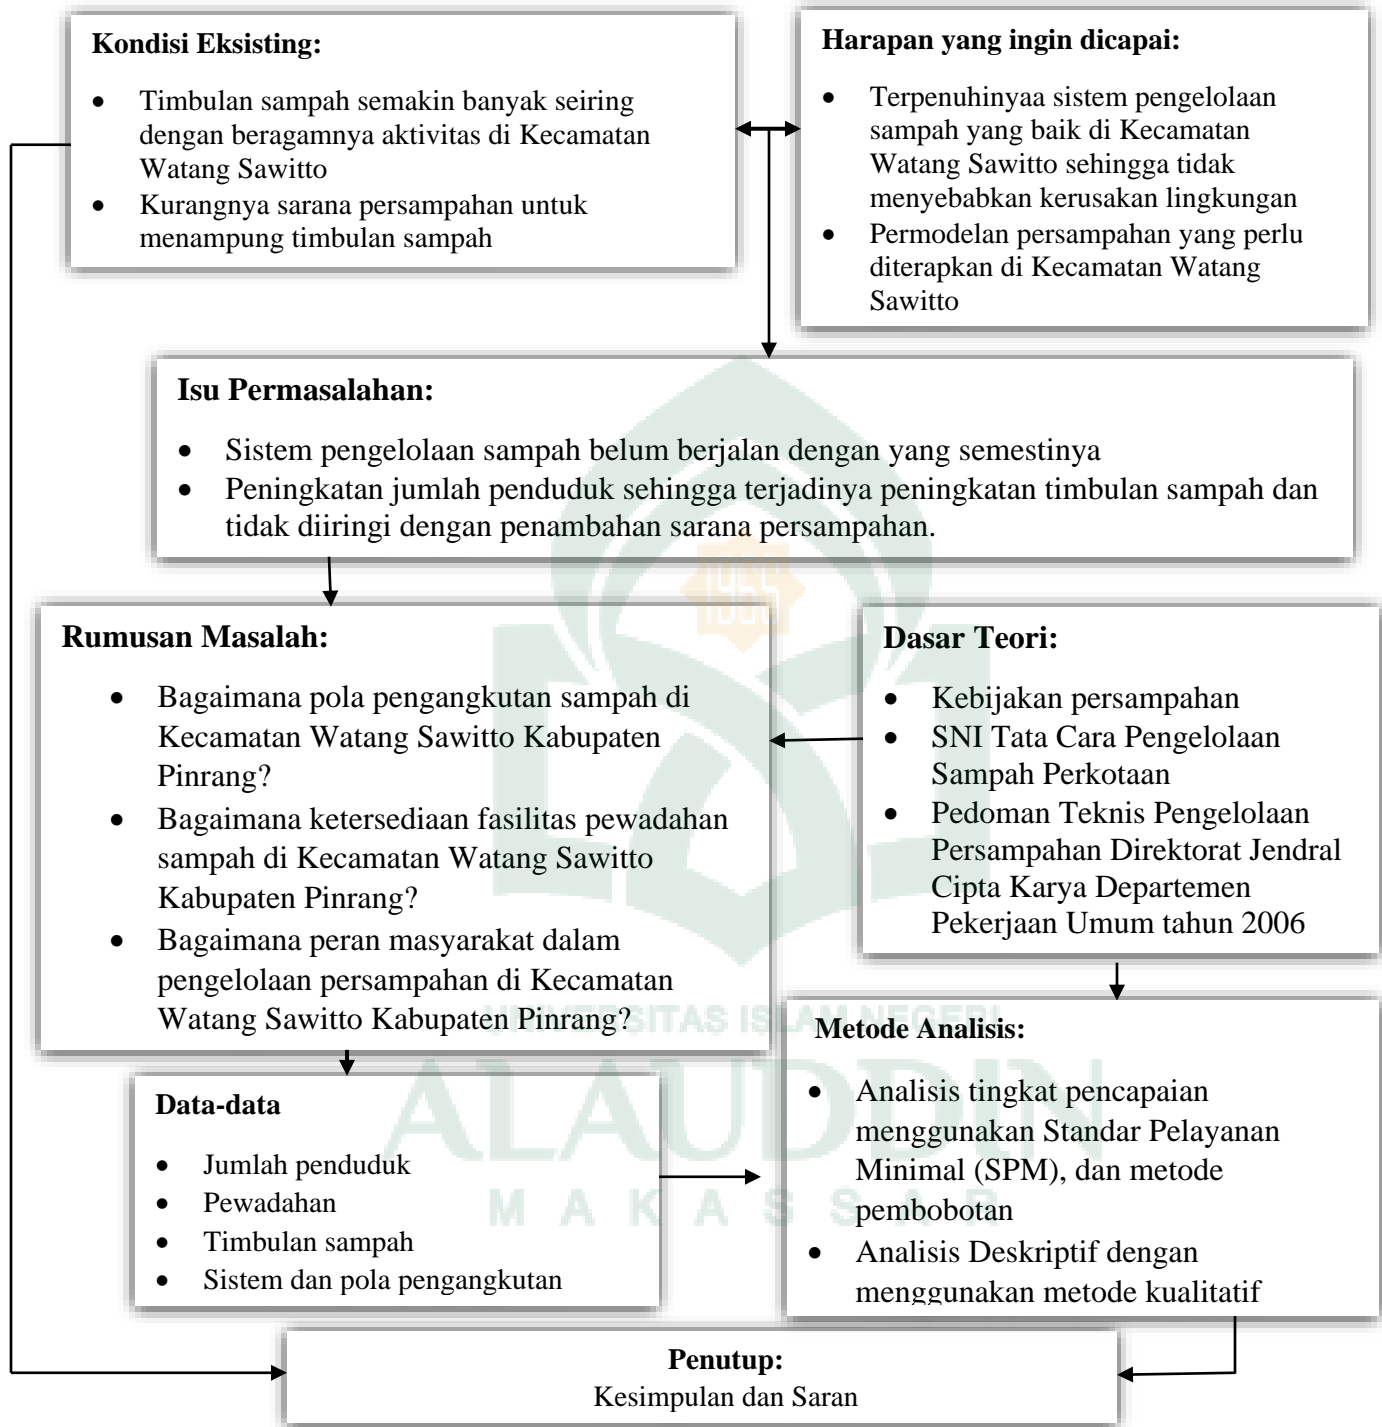 Kondisi Eksisting:
• Timbulan sampah semakin banyak seiring
dengan beragamnya aktivitas di Kecamatan
Watang Sawitto
• Kurangnya sarana persampahan untuk
menampung timbulan sampah
Harapan yang ingin dicapai:
• Terpenuhinyaa sistem pengelolaan
sampah yang baik di Kecamatan
Watang Sawitto sehingga tidak
menyebabkan kerusakan lingkungan
• Permodelan persampahan yang perlu
diterapkan di Kecamatan Watang
Sawitto
Isu Permasalahan:
• Sistem pengelolaan sampah belum berjalan dengan yang semestinya
• Peningkatan jumlah penduduk sehingga terjadinya peningkatan timbulan sampah dan
tidak diiringi dengan penambahan sarana persampahan.
1965
Rumusan Masalah:
• Bagaimana pola pengangkutan sampah di
Kecamatan Watang Sawitto Kabupaten
Pinrang?
• Bagaimana ketersediaan fasilitas pewadahan
sampah di Kecamatan Watang Sawitto
Kabupaten Pinrang?
• Bagaimana peran masyarakat dalam
pengelolaan persampahan di Kecamatan
Watang Sawitto Kabupaten Pinrang?
Dasar Teori:
• Kebijakan persampahan
• SNI Tata Cara Pengelolaan
Sampah Perkotaan
• Pedoman Teknis Pengelolaan
Persampahan Direktorat Jendral
Cipta Karya Departemen
Pekerjaan Umum tahun 2006
UNIVERSITAS ISLAM NEGERI
ALAUDDIN
MAKASSAR
Data-data
• Jumlah penduduk
• Pewadahan
• Timbulan sampah
• Sistem dan pola pengangkutan
Metode Analisis:
• Analisis tingkat pencapaian
menggunakan Standar Pelayanan
Minimal (SPM), dan metode
pembobotan
• Analisis Deskriptif dengan
menggunakan metode kualitatif
Penutup:
Kesimpulan dan Saran